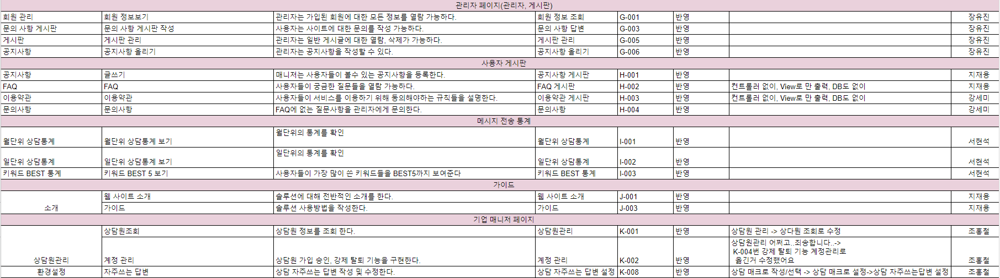 관리자 페이지(관리자, 게시판)
회원 관리 회원 정보보기 관리자는 가입된 회원에 대한 모든 정보를 열람 가능하다. 회원 정보 조회 G-001 반영 장유진
문의 사항 게시판 문의 사항 게시판 작성 사용자는 사이트에 대한 문의를 작성 가능하다. 문의 사항 답변 G-003 반영 장유진
게시판 게시판 관리 관리자는 일반 게시글에 대한 열람, 삭제가 가능하다. 게시판 관리 G-005 반영 장유진
공지사항 공지사항 올리기 관리자는 공지사항을 작성할 수 있다. 공지사항 올리기 G-006 반영 장유진
사용자 게시판
공지사항 글쓰기 매니저는 사용자들이 볼수 있는 공지사항을 등록한다. 공지사항 게시판 H-001 반영 지재용
FAQ FAQ 사용자들이 궁금한 질문들을 열람 가능하다. FAQ 게시판 H-002 반영 컨트롤러 없이, View로 만 출력, DB도 없이 지재용
이용약관 이용약관 사용자들이 서비스를 이용하기 위해 동의해야하는 규칙들을 설명한다. 이용약관 게시판 H-003 반영 컨트롤러 없이, View로 만 출력, DB도 없이 강세미
문의사항 문의사항 FAQ에 없는 질문사항을 관리자에게 문의한다. 문의사항 H-004 반영 강세미
메시지 전송 통계
월단위 상담통계 월단위 상담통계 보기 월단위의 통계를 확인 월단위 상담통계 I-001 반영 서현석
일단위 상담통계 일단위 상담통계 보기 일단위의 통계를 확인 일단위 상담통계 I-002 반영 서현석
키워드 BEST 통계 키워드 BEST 5 보기 사용자들이 가장 많이 쓴 키워드들을 BEST5까지 보여준다 키워드 BEST 통계 I-003 반영 서현석
가이드
소개 웹 사이트 소개 솔루션에 대해 전반적인 소개를 한다. 웹 사이트 소개 J-001 반영 지재용
가이드 솔루션 사용방법을 작성한다. 가이드 J-003 반영 지재용
기업 매니저 페이지
상담원관리 상담원조회 상담원 정보를 조회 한다. 상담원관리 K-001 반영 상담원 관리 -> 상다뭔 조회로 수정 조홍철
계정 관리 상담원 가입 승인, 강제 탈퇴 기능을 구현한다. 계정 관리 K-002 반영 상담원관리 어쩌고..죄송합니다..->
K-004번 강제 탈퇴 기능 계정관리로
옮긴거 수정했어요 조홍철
환경설정 자주쓰는 답변 상담 자주쓰는 답변 작성 및 수정한다. 상담 자주쓰는 답변 설정 K-008 반영 상담 매크로 작성/선택 -> 상담 매크로 설정->상담 자주쓰는답변 설정 조홍철